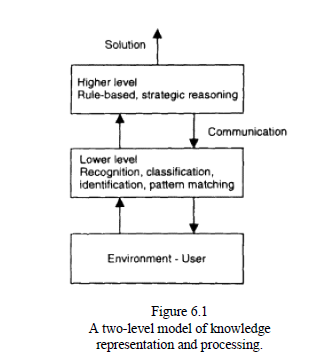 Solution
Higher level
Rule-based, strategic reasoning
Communication
Lower level
Recognition, classification,
identification, pattern matching
Environment - User
Figure 6.1
A two-level model of knowledge
representation and processing.